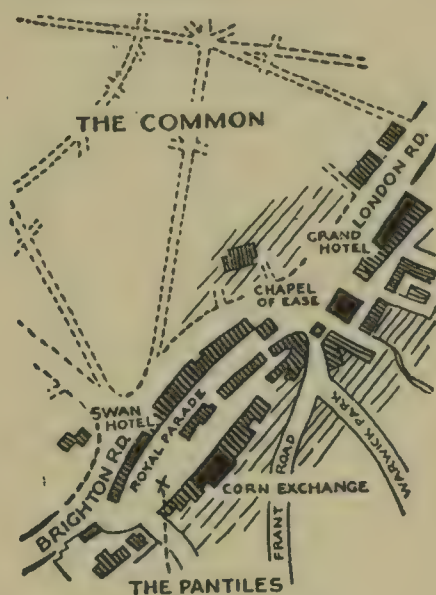 THE COMMON
LONDON RD.
GRAND
HOTEL
CHAPEL
OF EASE
SWAN
HOTEL
BRIGHTON RD.
ROYAL PARADE
CORN EXCHANGE
FRANT ROAD
WARWICK PARK
THE PANTILES